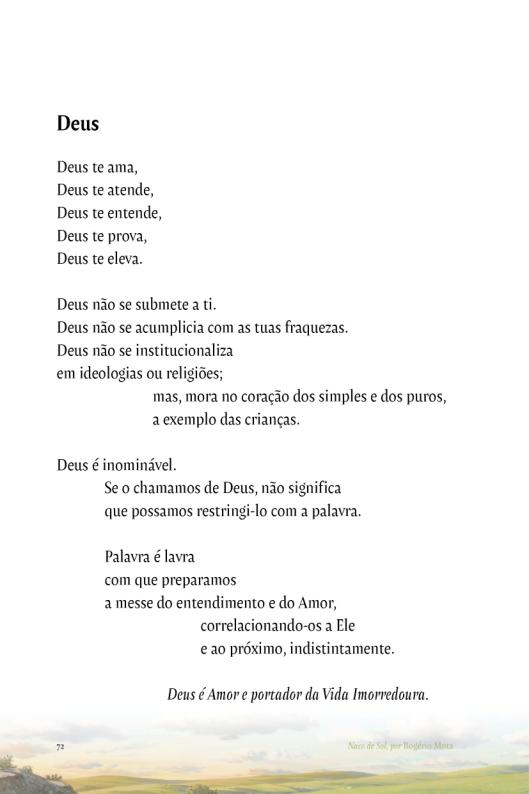 Deus
Deus te ama,
Deus te atende,
Deus te entende,
Deus te prova,
Deus te eleva.
Deus não se submete a ti.
Deus não se acumplicia com as tuas fraquezas.
Deus não se institucionaliza
em ideologias ou religiões;
mas, mora no coração dos simples e dos puros,
a exemplo das crianças.
Deus é inominável.
Se o chamamos de Deus, não significa
que possamos restringi-lo com a palavra.
Palavra é lavra
com que preparamos
a messe do entendimento e do Amor,
correlacionando-os a Ele
e ao próximo, indistintamente.
Deus é Amor e portador da Vida Imorredoura.
72 Naco de Sol, por Rogério Mota